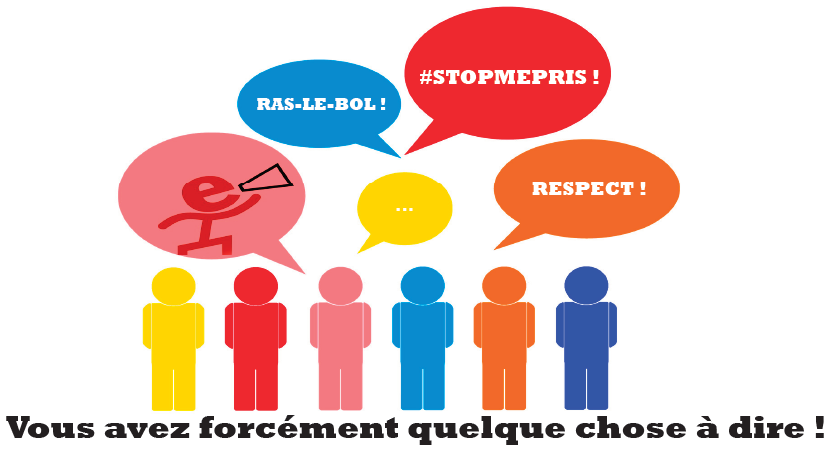 #STOPMEPRIS !
RAS-LE-BOL !
RESPECT !
...
e
Vous avez forcément quelque chose à dire !